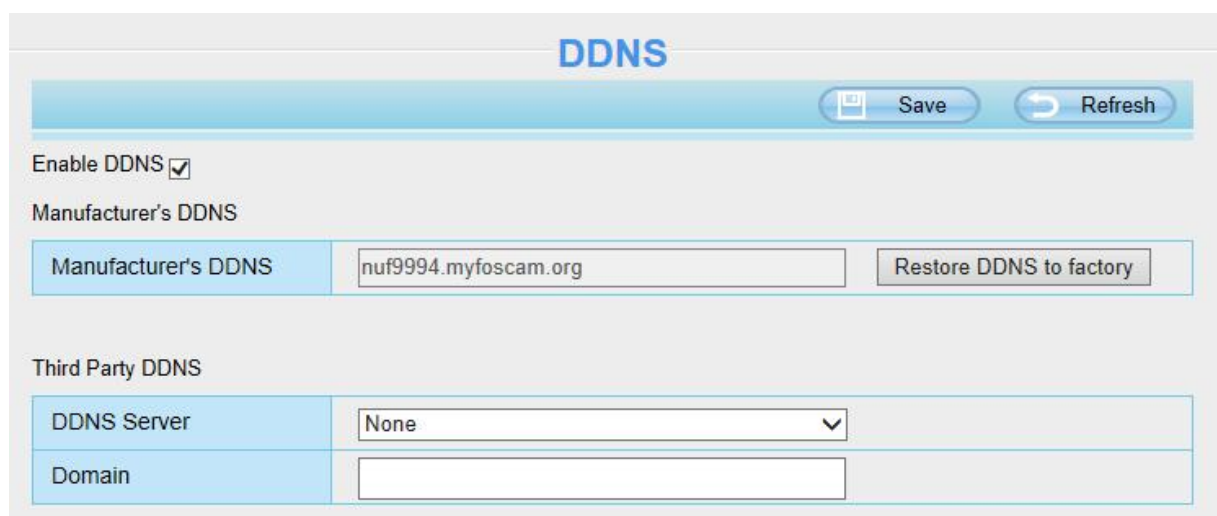 DDNS
Save Refresh
Enable DDNS
Manufacturer's DDNS
Manufacturer's DDNS nuf9994.myfoscam.org Restore DDNS to factory
Third Party DDNS
DDNS Server None
Domain